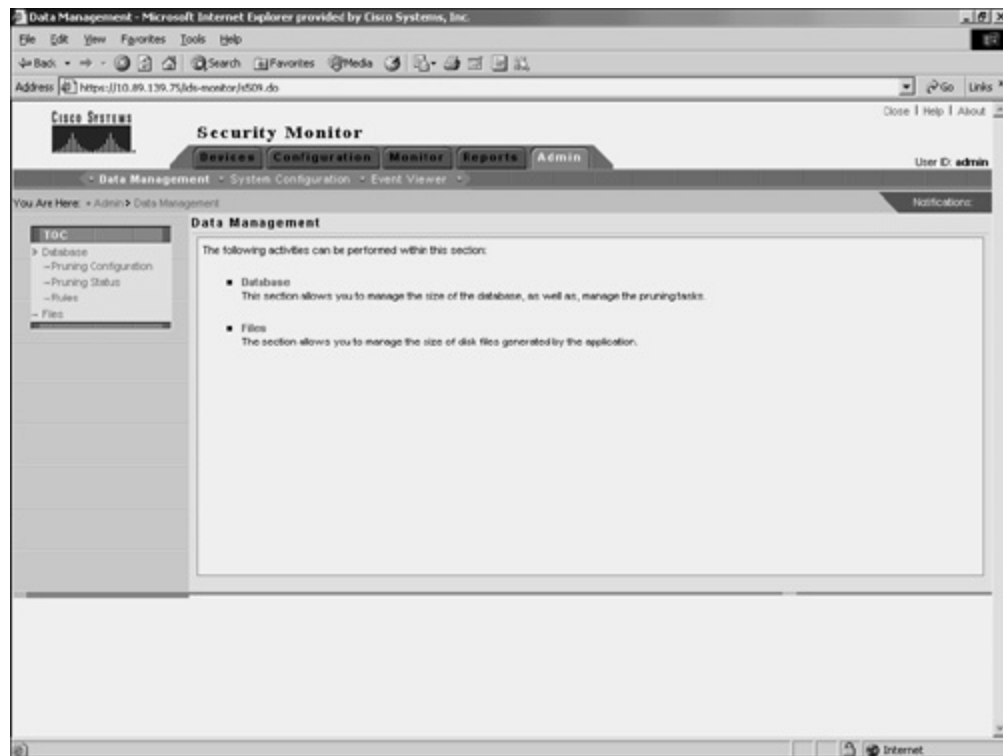 Data Management - Microsoft Internet Explorer provided by Cisco Systems, Inc.
File Edit View Favorites Tools Help
Back Search Favorites Media
Address https://10.89.139.75/ids-monitor/s509.do Go Links
Close | Help | About
CISCO SYSTEMS
Security Monitor
Devices Configuration Monitor Reports Admin
User ID: admin
Data Management System Configuration Event Viewer
You Are Here: Admin > Data Management
Notifications:
TOC
Database
Pruning Configuration
Pruning Status
Rules
Files
Data Management
The following activities can be performed within this section:
Database
This section allows you to manage the size of the database, as well as, manage the pruning tasks.
Files
The section allows you to manage the size of disk files generated by the application.
Internet